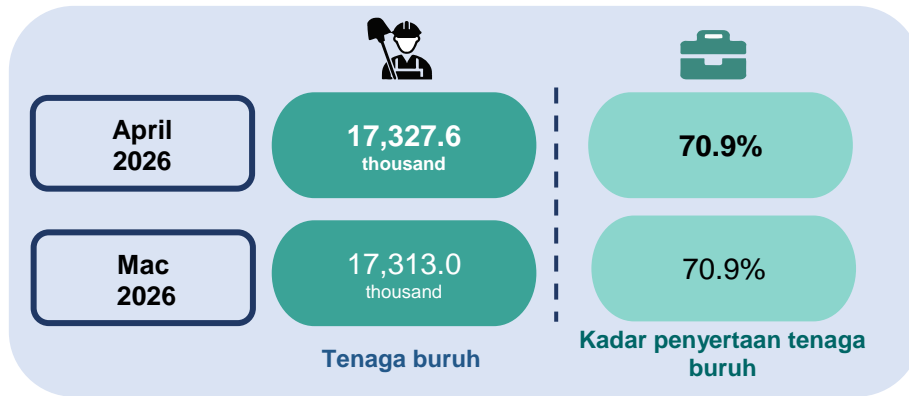 April
2026
17,327.6
thousand
70.9%
Mac
2026
17,313.0
thousand
70.9%
Tenaga buruh
Kadar penyertaan tenaga
buruh